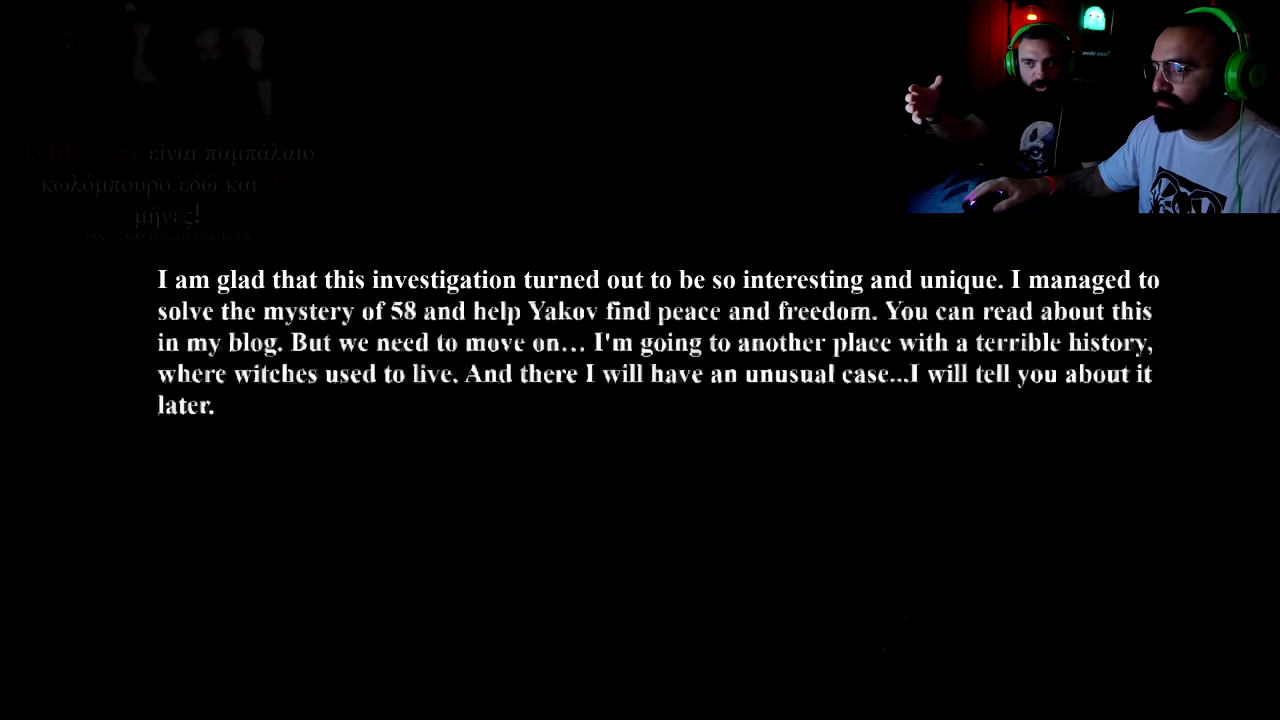 είναι παμπάλαιο
κωλόμπουρο εδώ και
μήνες!
I am glad that this investigation turned out to be so interesting and unique. I managed to
solve the mystery of 58 and help Yakov find peace and freedom. You can read about this
in my blog. But we need to move on… I'm going to another place with a terrible history,
where witches used to live. And there I will have an unusual case...I will tell you about it
later.